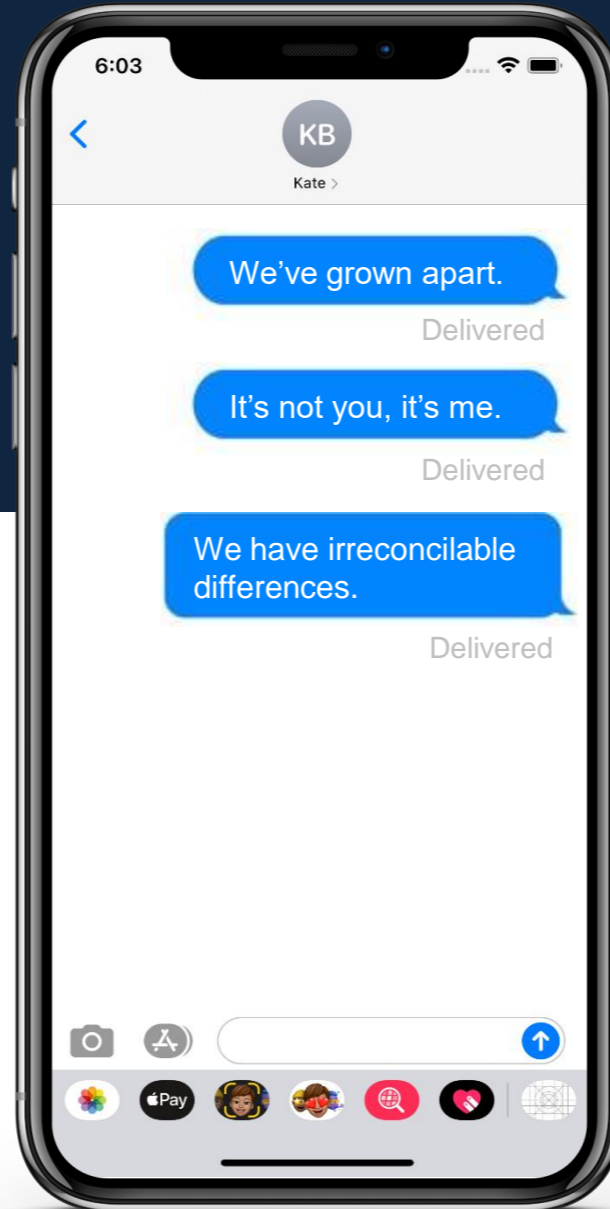 6:03
KB
Kate >
We’ve grown apart.
Delivered
It’s not you, it’s me.
Delivered
We have irreconcilable
differences.
Delivered
Pay